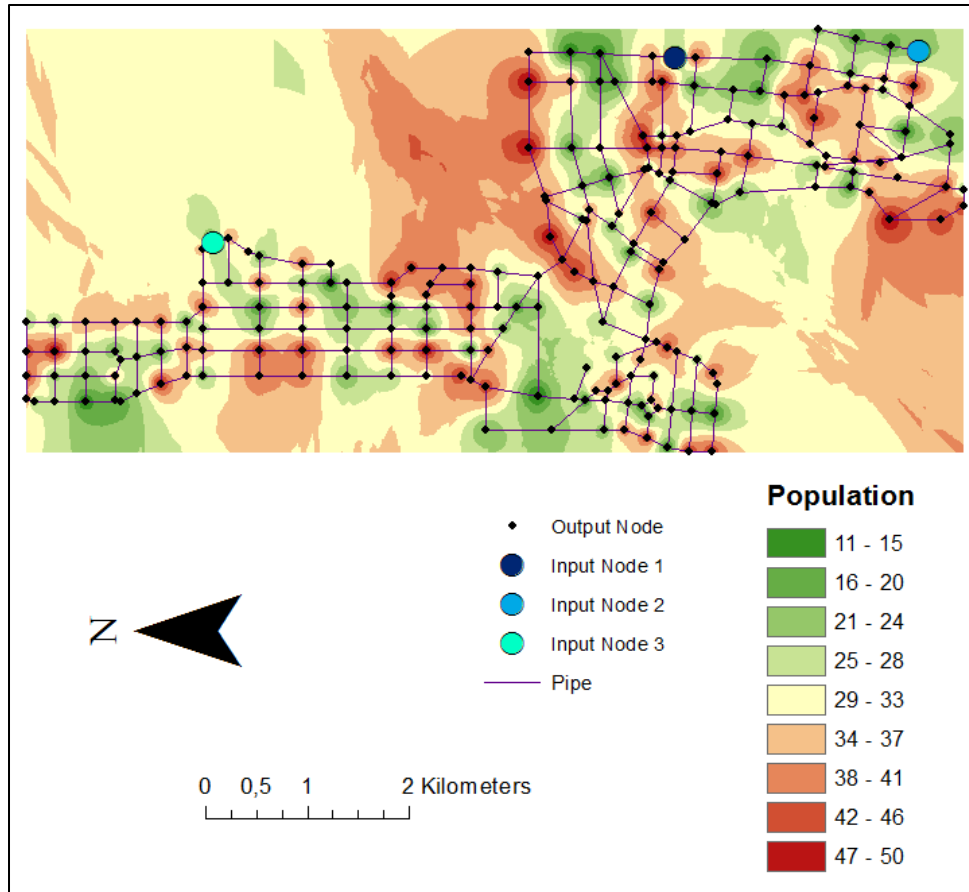 Population
11 - 15
16 - 20
21 - 24
25 - 28
29 - 33
34 - 37
38 - 41
42 - 46
47 - 50
Output Node
Input Node 1
Input Node 2
Input Node 3
Pipe
N
0 0,5 1 2 Kilometers